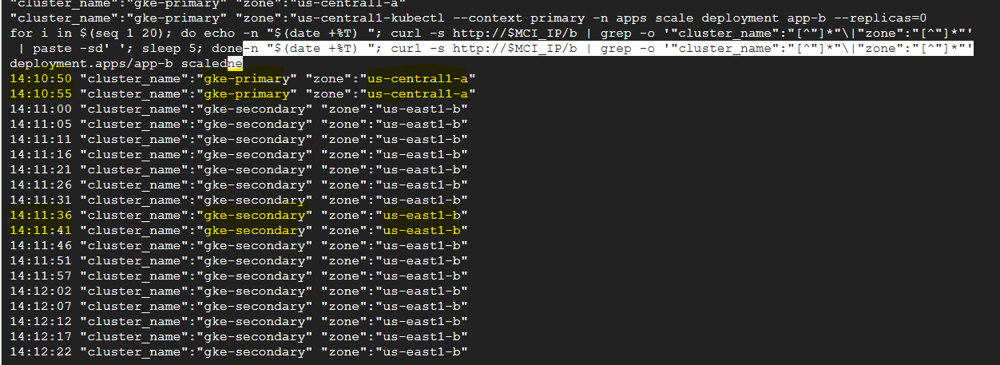 "cluster_name":"gke-primary" "zone":"us-central1-a"
"cluster_name":"gke-primary" "zone":"us-central1-kubectl --context primary -n apps scale deployment app-b --replicas=0
for i in $(seq 1 20); do echo -n "$(date +%T) "; curl -s http://$MCI_IP/b | grep -o '"cluster_name":"[^"]*"\|"zone":"[^"]*"'
| paste -sd' '; sleep 5; done-n "$(date +%T) "; curl -s http://$MCI_IP/b | grep -o '"cluster_name":"[^"]*"\|"zone":"[^"]*"'
deployment.apps/app-b scaledne
14:10:50 "cluster_name":"gke-primary" "zone":"us-central1-a"
14:10:55 "cluster_name":"gke-primary" "zone":"us-central1-a"
14:11:00 "cluster_name":"gke-secondary" "zone":"us-east1-b"
14:11:05 "cluster_name":"gke-secondary" "zone":"us-east1-b"
14:11:11 "cluster_name":"gke-secondary" "zone":"us-east1-b"
14:11:16 "cluster_name":"gke-secondary" "zone":"us-east1-b"
14:11:21 "cluster_name":"gke-secondary" "zone":"us-east1-b"
14:11:26 "cluster_name":"gke-secondary" "zone":"us-east1-b"
14:11:31 "cluster_name":"gke-secondary" "zone":"us-east1-b"
14:11:36 "cluster_name":"gke-secondary" "zone":"us-east1-b"
14:11:41 "cluster_name":"gke-secondary" "zone":"us-east1-b"
14:11:46 "cluster_name":"gke-secondary" "zone":"us-east1-b"
14:11:51 "cluster_name":"gke-secondary" "zone":"us-east1-b"
14:11:57 "cluster_name":"gke-secondary" "zone":"us-east1-b"
14:12:02 "cluster_name":"gke-secondary" "zone":"us-east1-b"
14:12:07 "cluster_name":"gke-secondary" "zone":"us-east1-b"
14:12:12 "cluster_name":"gke-secondary" "zone":"us-east1-b"
14:12:17 "cluster_name":"gke-secondary" "zone":"us-east1-b"
14:12:22 "cluster_name":"gke-secondary" "zone":"us-east1-b"